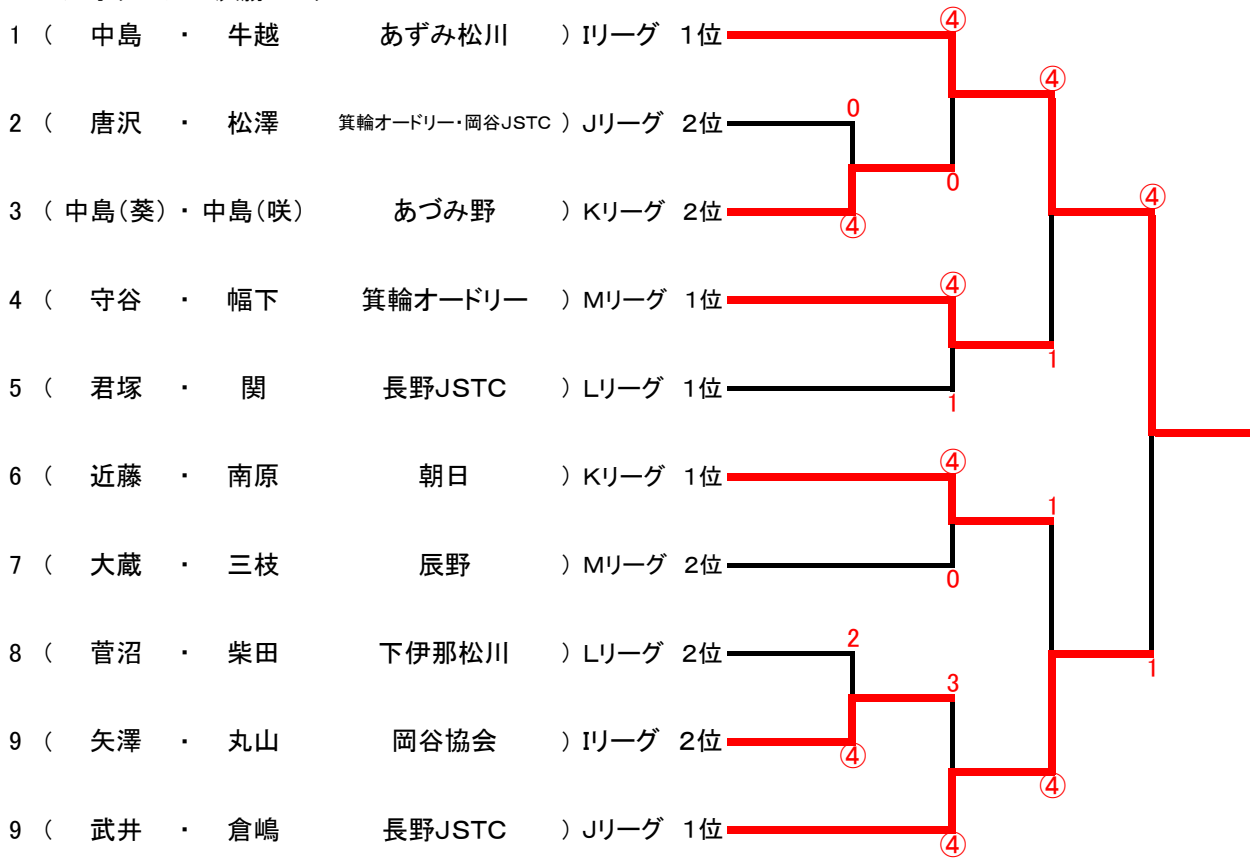 1 ( 中島 ・ 牛越 あずみ松川 ) Iリーグ 1位 ④
④
2 ( 唐沢 ・ 松澤 箕輪オードリー・岡谷JSTC ) Jリーグ 2位 0
0
3 ( 中島(葵) ・ 中島(咲) あづみ野 ) Kリーグ 2位 ④
④
4 ( 守谷 ・ 幅下 箕輪オードリー ) Mリーグ 1位 ④
1
5 ( 君塚 ・ 関 長野JSTC ) Lリーグ 1位 1
6 ( 近藤 ・ 南原 朝日 ) Kリーグ 1位 ④
1
7 ( 大蔵 ・ 三枝 辰野 ) Mリーグ 2位 0
8 ( 菅沼 ・ 柴田 下伊那松川 ) Lリーグ 2位 2
1
3
9 ( 矢澤 ・ 丸山 岡谷協会 ) Iリーグ 2位 ④
④
9 ( 武井 ・ 倉嶋 長野JSTC ) Jリーグ 1位 ④